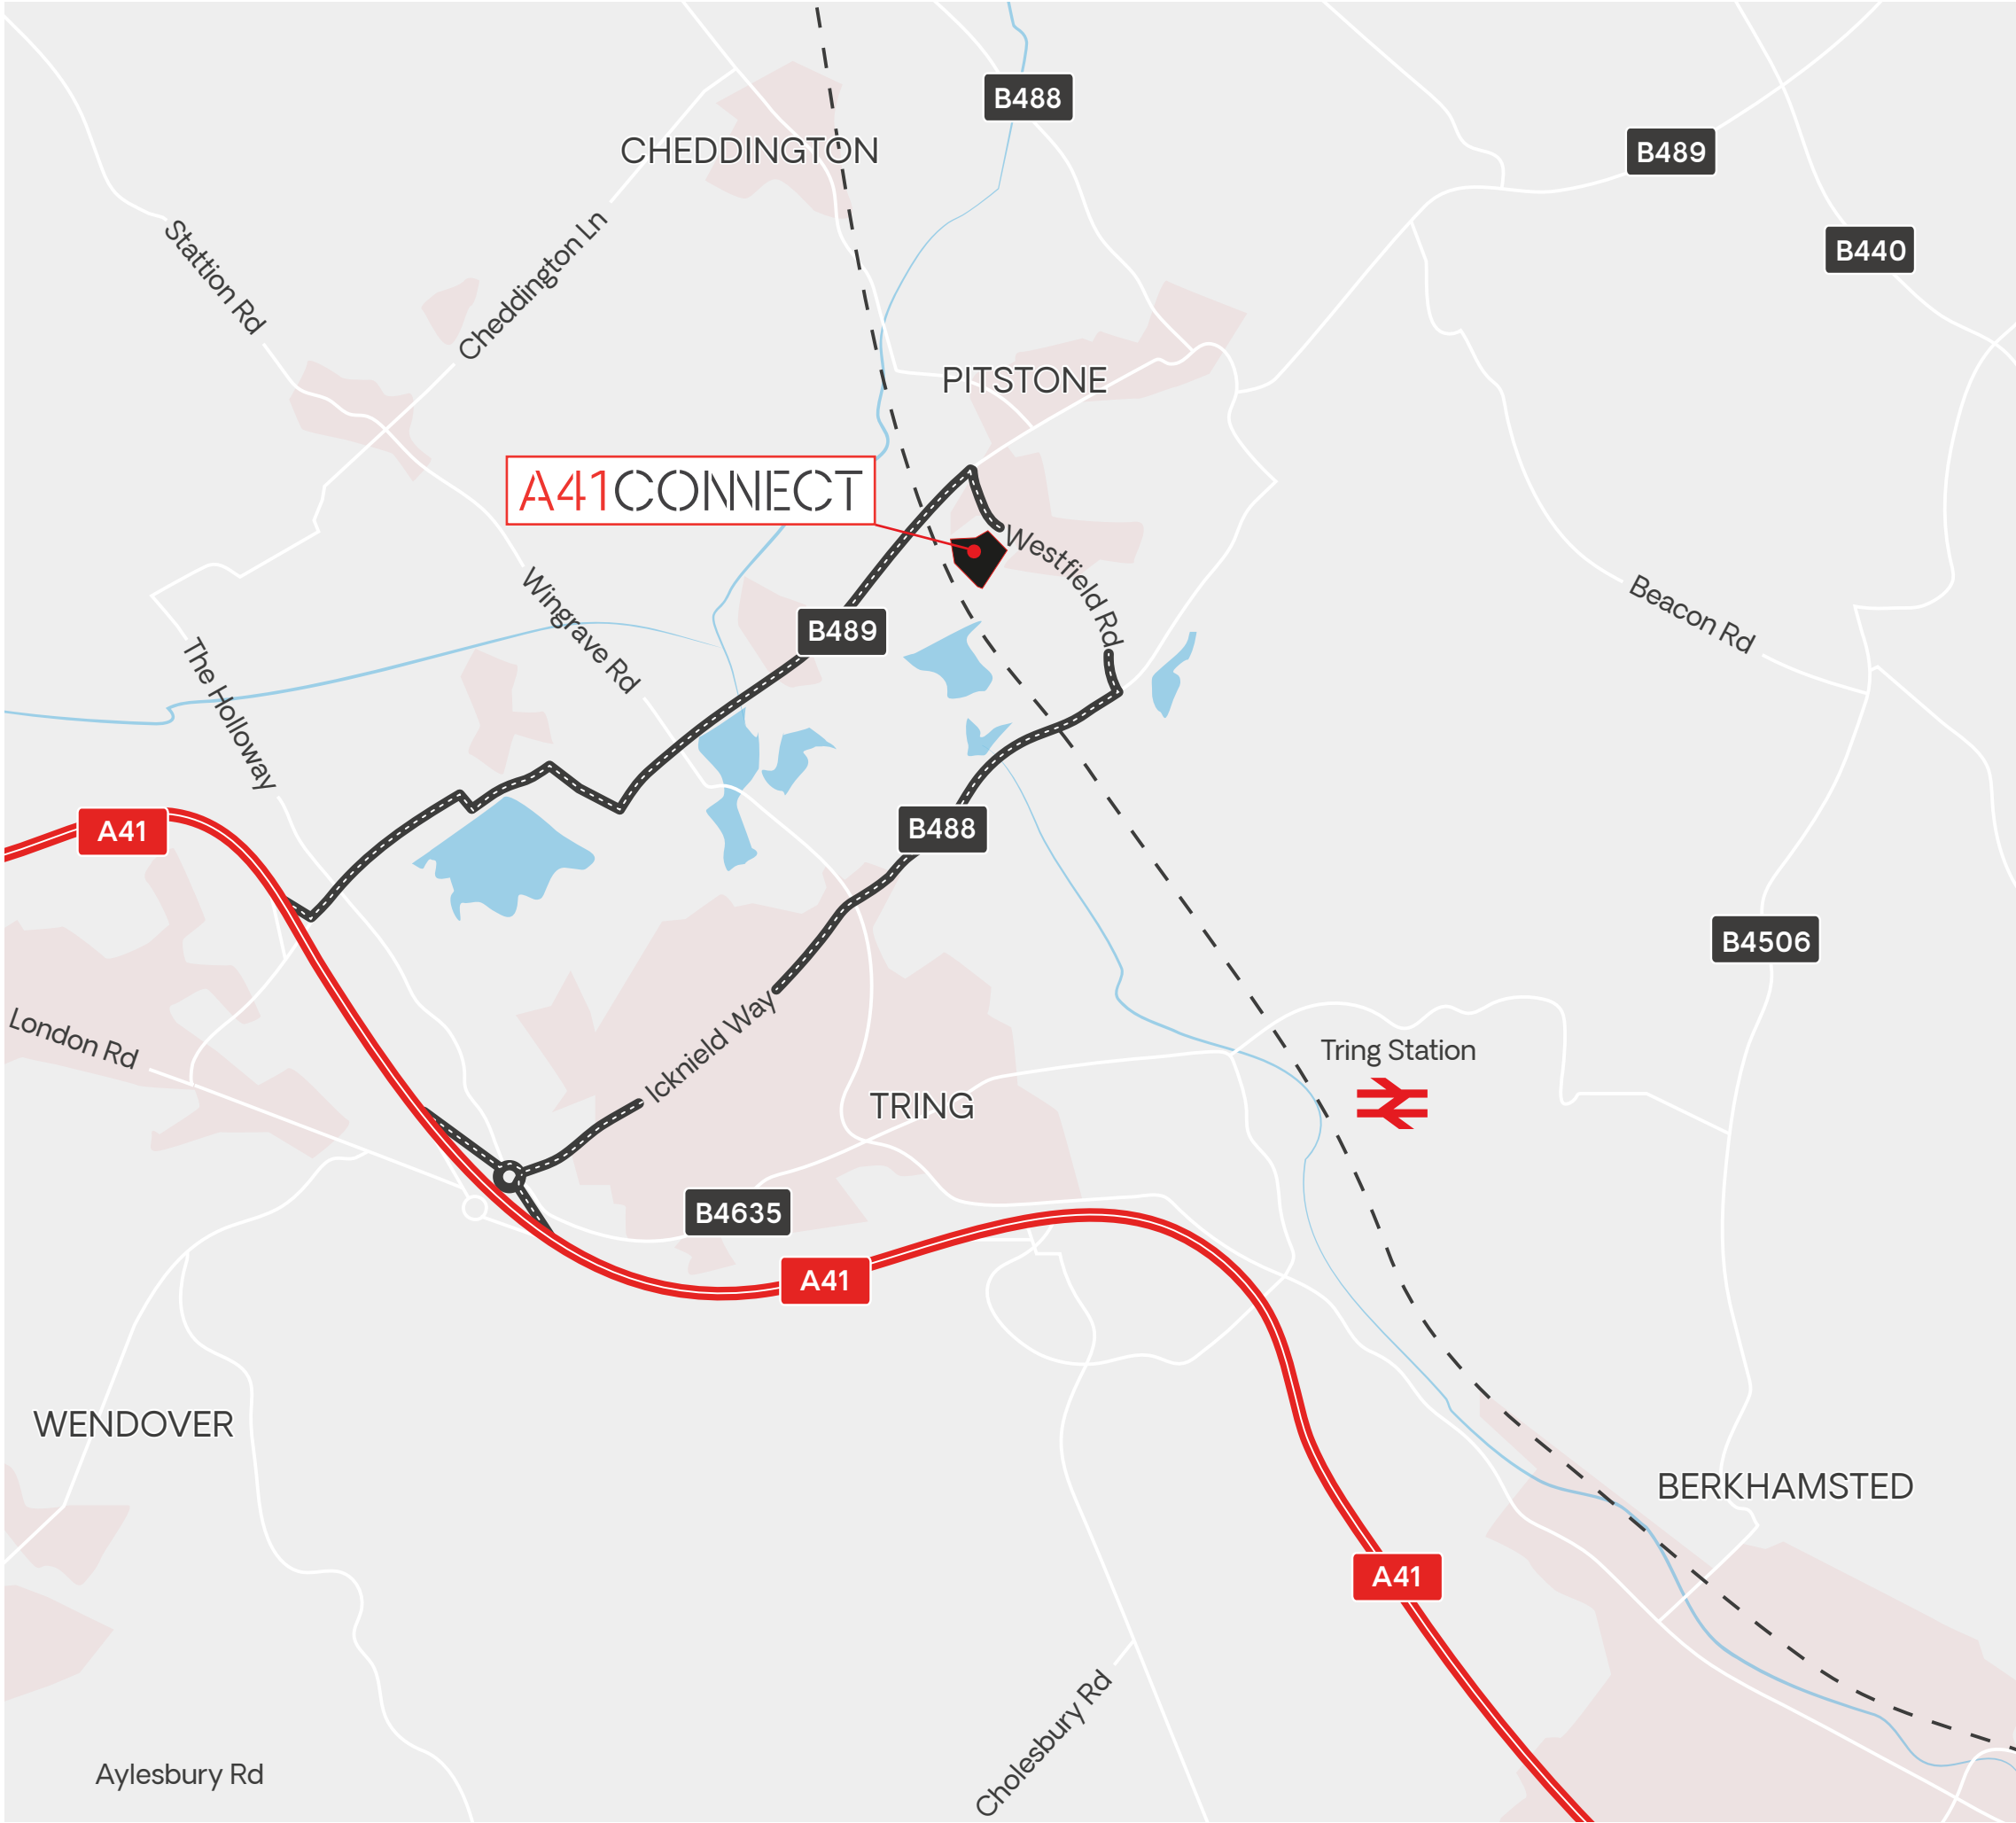 B488
CHEDDINGTON
B489
B440
Stattion Rd
Cheddington Ln
PITSTONE
A41CONNECT
Westfield Rd
Wingrave Rd
B489
Beacon Rd
The Holloway
A41
B488
B4506
London Rd
Icknield Way
Tring Station
TRING
B4635
A41
WENDOVER
BERKHAMSTED
A41
Cholesbury Rd
Aylesbury Rd